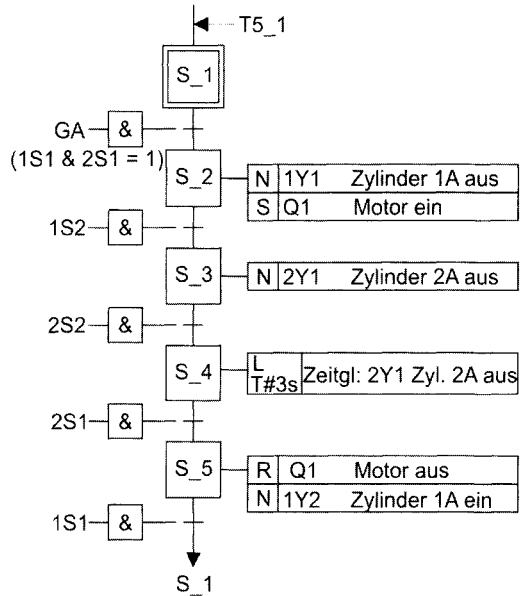 T5_1
S_1
GA &
(1S1 & 2S1 = 1)
S_2 N 1Y1 Zylinder 1A aus
S Q1 Motor ein
1S2 &
S_3 N 2Y1 Zylinder 2A aus
2S2 &
S_4 L T#3s Zeitgl: 2Y1 Zyl. 2A aus
2S1 &
S_5 R Q1 Motor aus
N 1Y2 Zylinder 1A ein
1S1 &
S_1